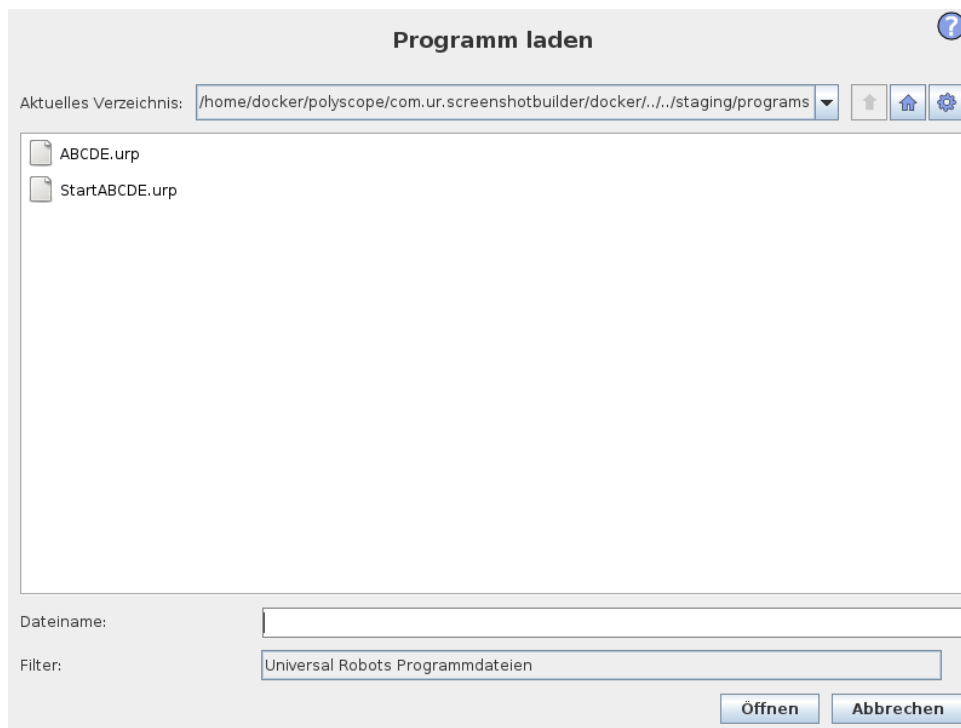 Programm laden
?
Aktuelles Verzeichnis: /home/docker/polyscope/com.ur.screenshotbuilder/docker/../../staging/programs
ABCDE.urp
StartABCDE.urp
Dateiname:
Filter: Universal Robots Programmdateien
Öffnen Abbrechen